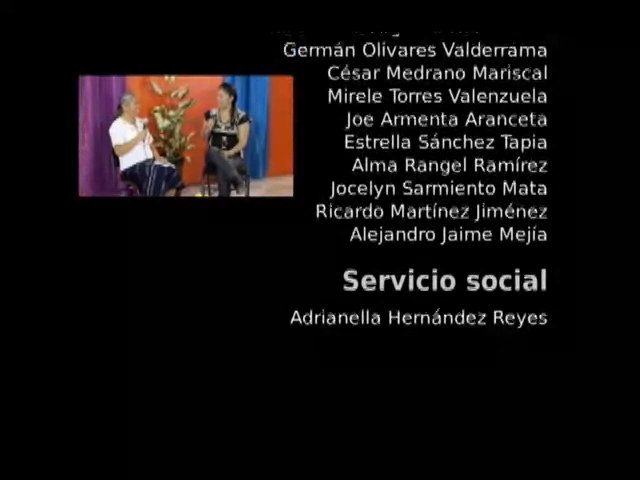 Germán Olivares Valderrama
César Medrano Mariscal
Mirele Torres Valenzuela
Joe Armenta Aranceta
Estrella Sánchez Tapia
Alma Rangel Ramírez
Jocelyn Sarmiento Mata
Ricardo Martínez Jiménez
Alejandro Jaime Mejía
Servicio social
Adrianella Hernández Reyes